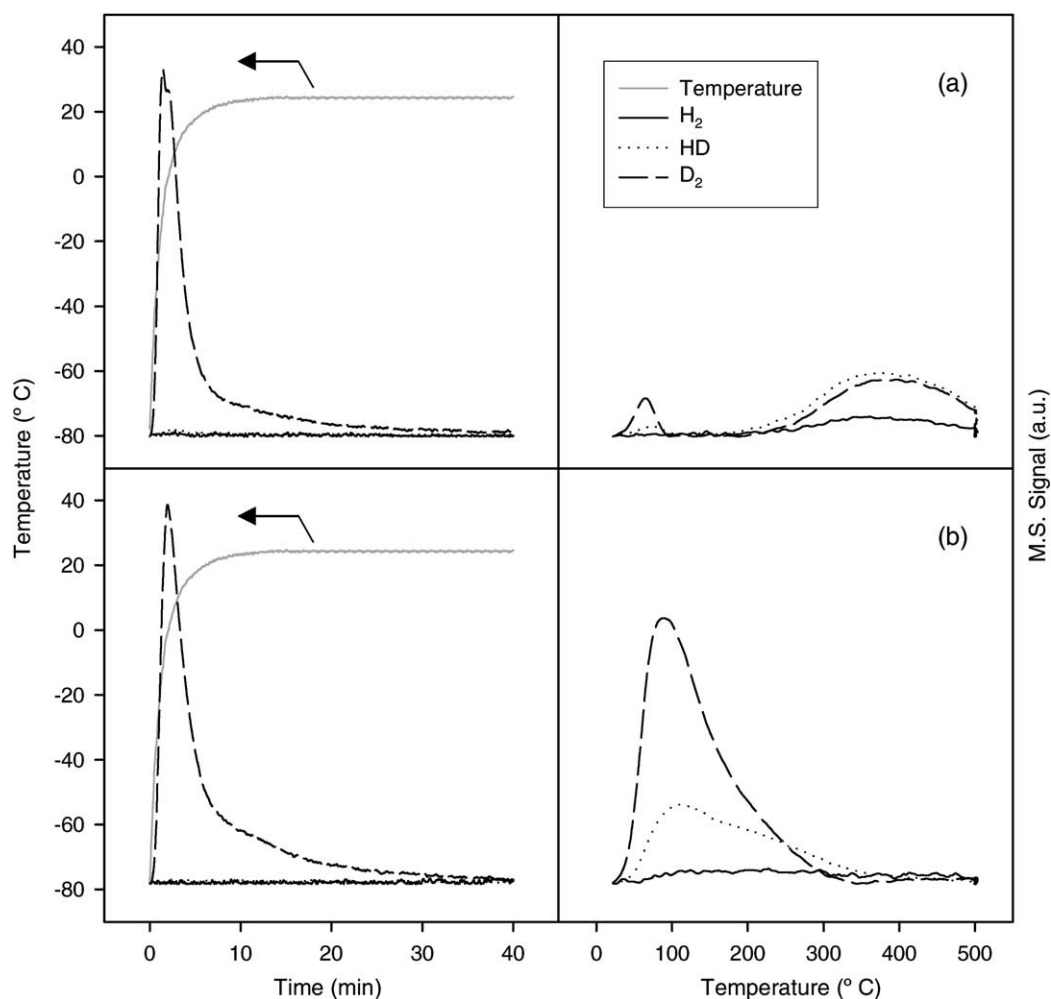 40
20
0
-20
-40
-60
-80
(a)
Temperature
H₂
HD
D₂
Temperature (º C)
M.S. Signal (a.u.)
40
20
0
-20
-40
-60
-80
(b)
0 10 20 30 40
0 100 200 300 400 500
Time (min)
Temperature (º C)